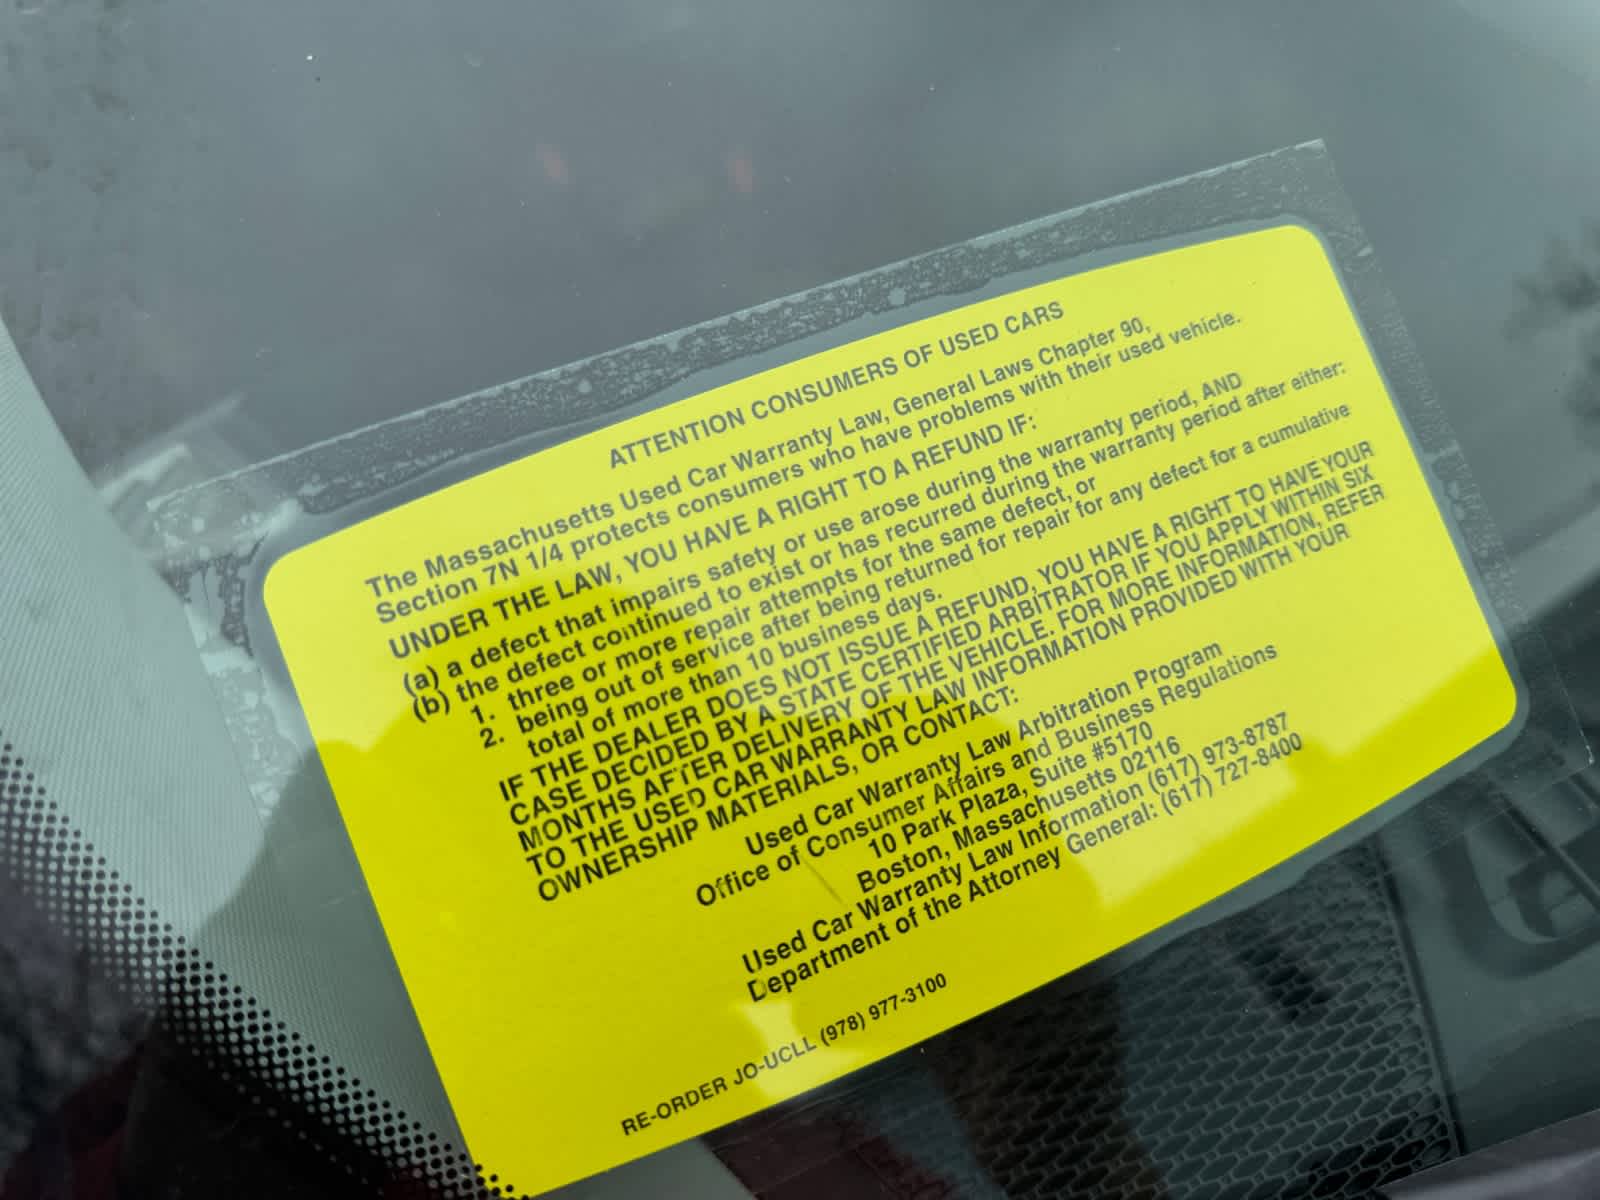 ATTENTION CONSUMERS OF USED CARS
The Massachusetts Used Car Warranty Law, General Laws Chapter 90,
Section 7N 1/4 protects consumers who have problems with their used vehicle.
UNDER THE LAW, YOU HAVE A RIGHT TO A REFUND IF:
(a) a defect that impairs safety or use arose during the warranty period, AND
(b) the defect continued to exist or has recurred during the warranty period after either:
1. three or more repair attempts for the same defect, or
2. being out of service after being returned for repair for any defect for a cumulative
total of more than 10 business days.
IF THE DEALER DOES NOT ISSUE A REFUND, YOU HAVE A RIGHT TO HAVE YOUR
CASE DECIDED BY A STATE CERTIFIED ARBITRATOR IF YOU APPLY WITHIN SIX
MONTHS AFTER DELIVERY OF THE VEHICLE. FOR MORE INFORMATION, REFER
TO THE USED CAR WARRANTY LAW INFORMATION PROVIDED WITH YOUR
OWNERSHIP MATERIALS, OR CONTACT:
Used Car Warranty Law Arbitration Program
Office of Consumer Affairs and Business Regulations
10 Park Plaza, Suite #5170
Boston, Massachusetts 02116
Used Car Warranty Law Information (617) 973-8787
Department of the Attorney General: (617) 727-8400
RE-ORDER JO-UCLL (978) 977-3100